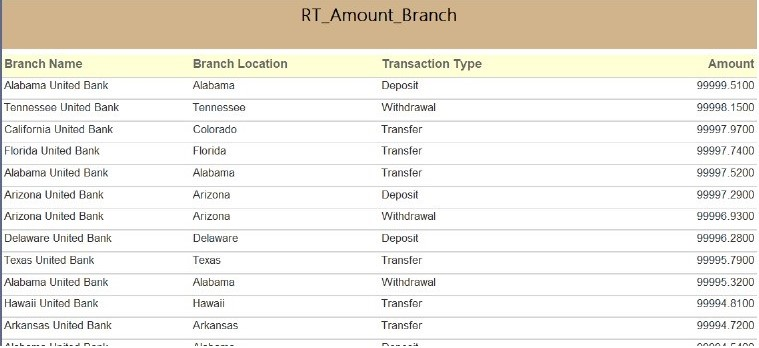 RT_Amount_Branch
Branch Name Branch Location Transaction Type Amount
Alabama United Bank Alabama Deposit 99999.5100
Tennessee United Bank Tennessee Withdrawal 99998.1500
California United Bank Colorado Transfer 99997.9700
Florida United Bank Florida Transfer 99997.7400
Alabama United Bank Alabama Transfer 99997.5200
Arizona United Bank Arizona Deposit 99997.2900
Arizona United Bank Arizona Withdrawal 99996.9300
Delaware United Bank Delaware Deposit 99996.2800
Texas United Bank Texas Transfer 99995.7900
Alabama United Bank Alabama Withdrawal 99995.3200
Hawaii United Bank Hawaii Transfer 99994.8100
Arkansas United Bank Arkansas Transfer 99994.7200